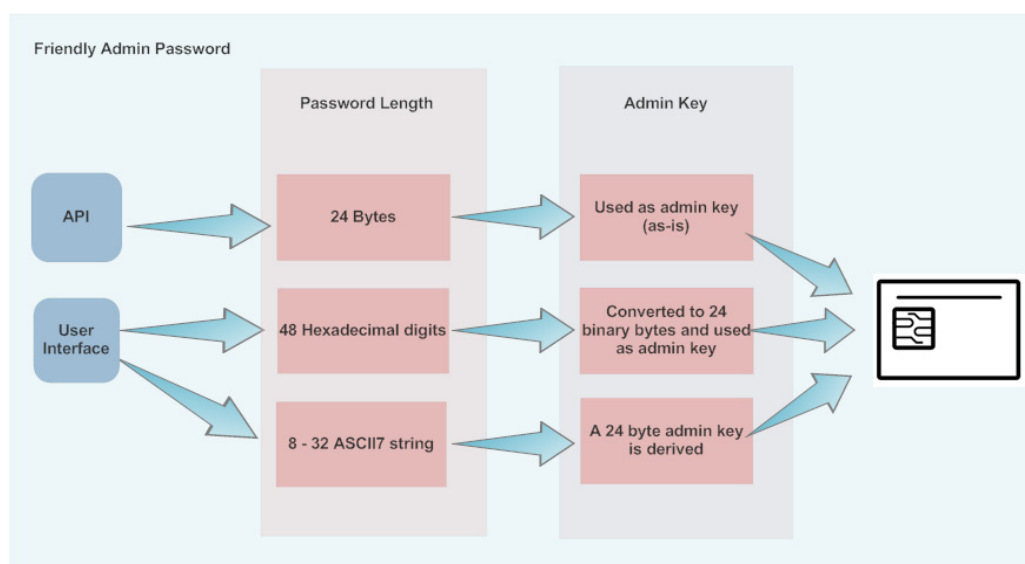 Friendly Admin Password
Password Length
Admin Key
API
24 Bytes
Used as admin key
(as-is)
User
Interface
48 Hexadecimal digits
Converted to 24
binary bytes and used
as admin key
8 - 32 ASCII7 string
A 24 byte admin key
is derived